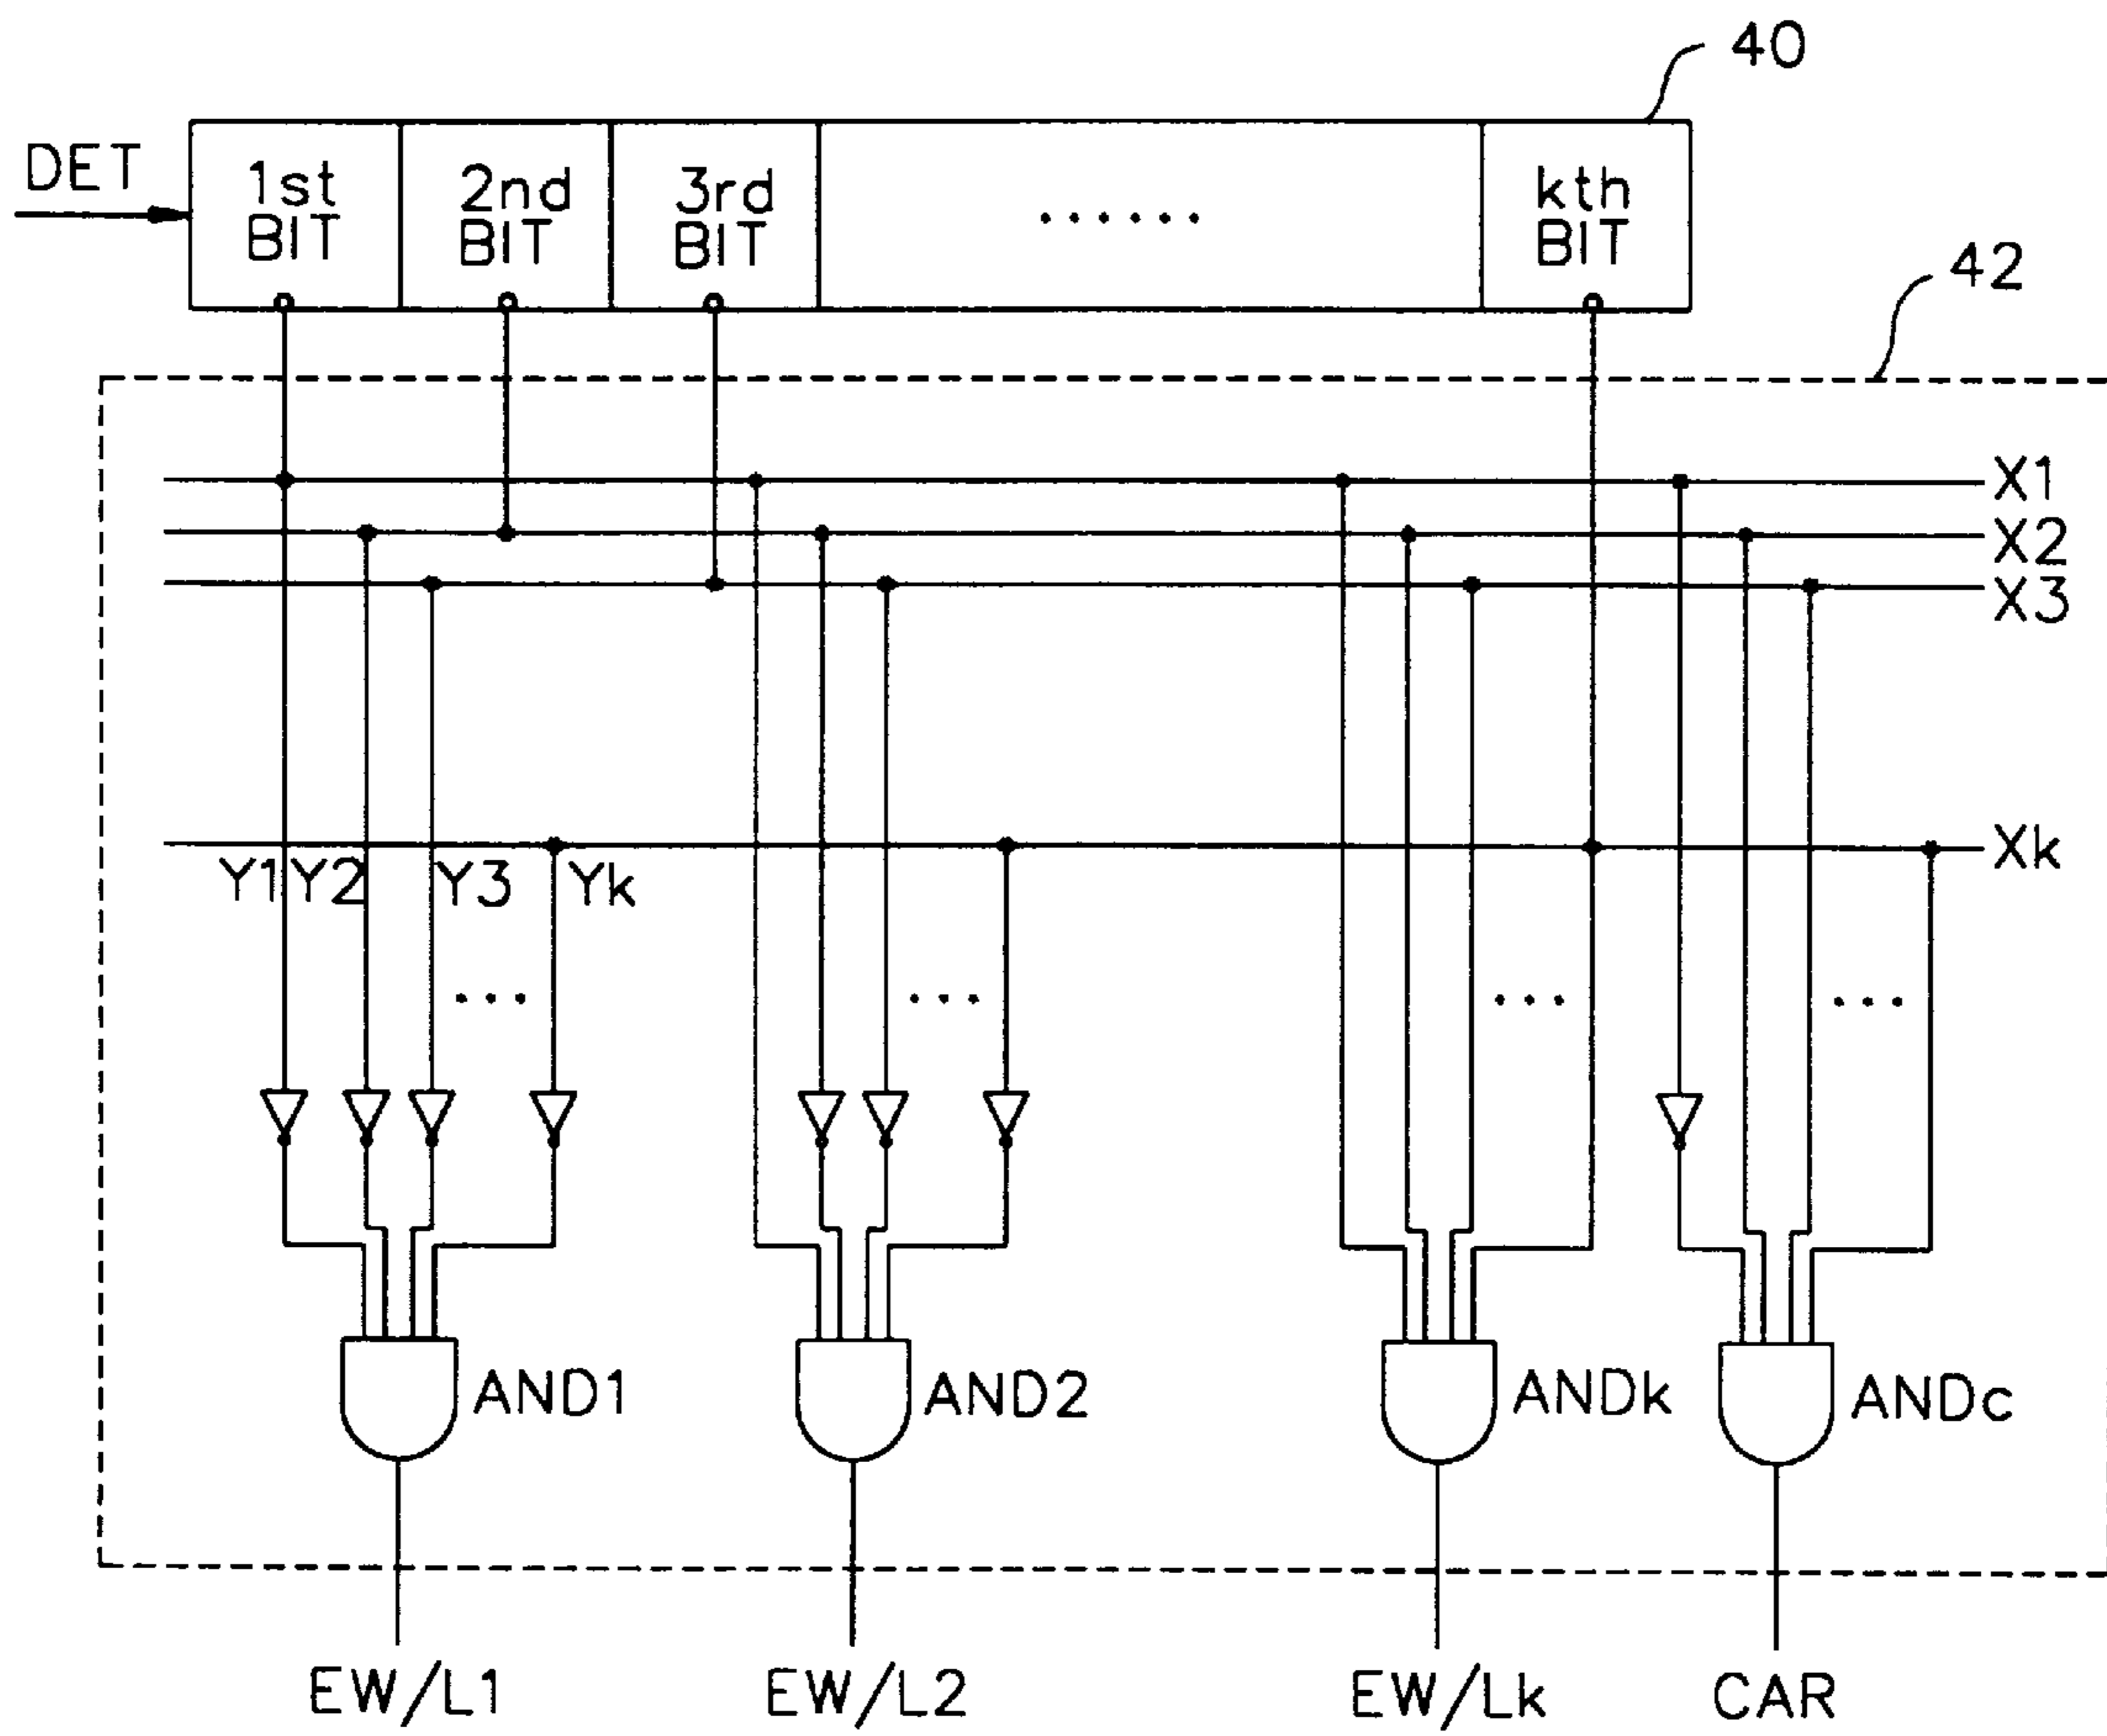 40
DET
1st BIT
2nd BIT
3rd BIT
......
kth BIT
42
X1
X2
X3
Xk
Y1 Y2 Y3 Yk
... ... ... ...
AND1 AND2 ANDk ANDc
EW/L1 EW/L2 EW/Lk CAR